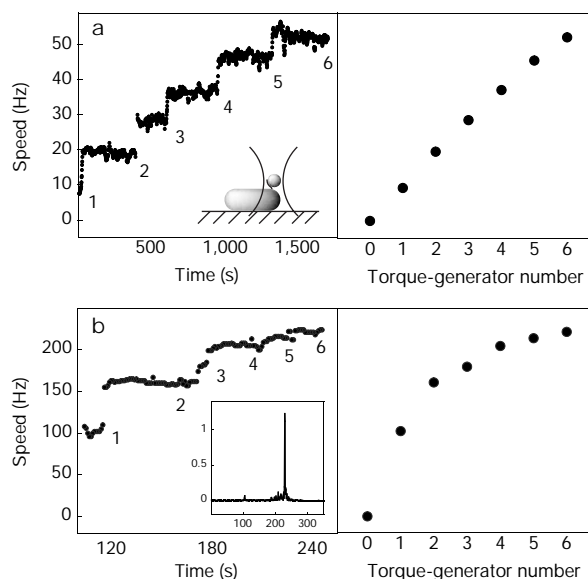 a
Speed (Hz)
50
40
30
20
10
0
1
2
3
4
5
6
500
1,000
1,500
Time (s)
0 1 2 3 4 5 6
Torque-generator number
b
Speed (Hz)
200
150
100
50
0
1
2
3
4
5
6
1
0.5
0
100 200 300
120
180
240
Time (s)
0 1 2 3 4 5 6
Torque-generator number